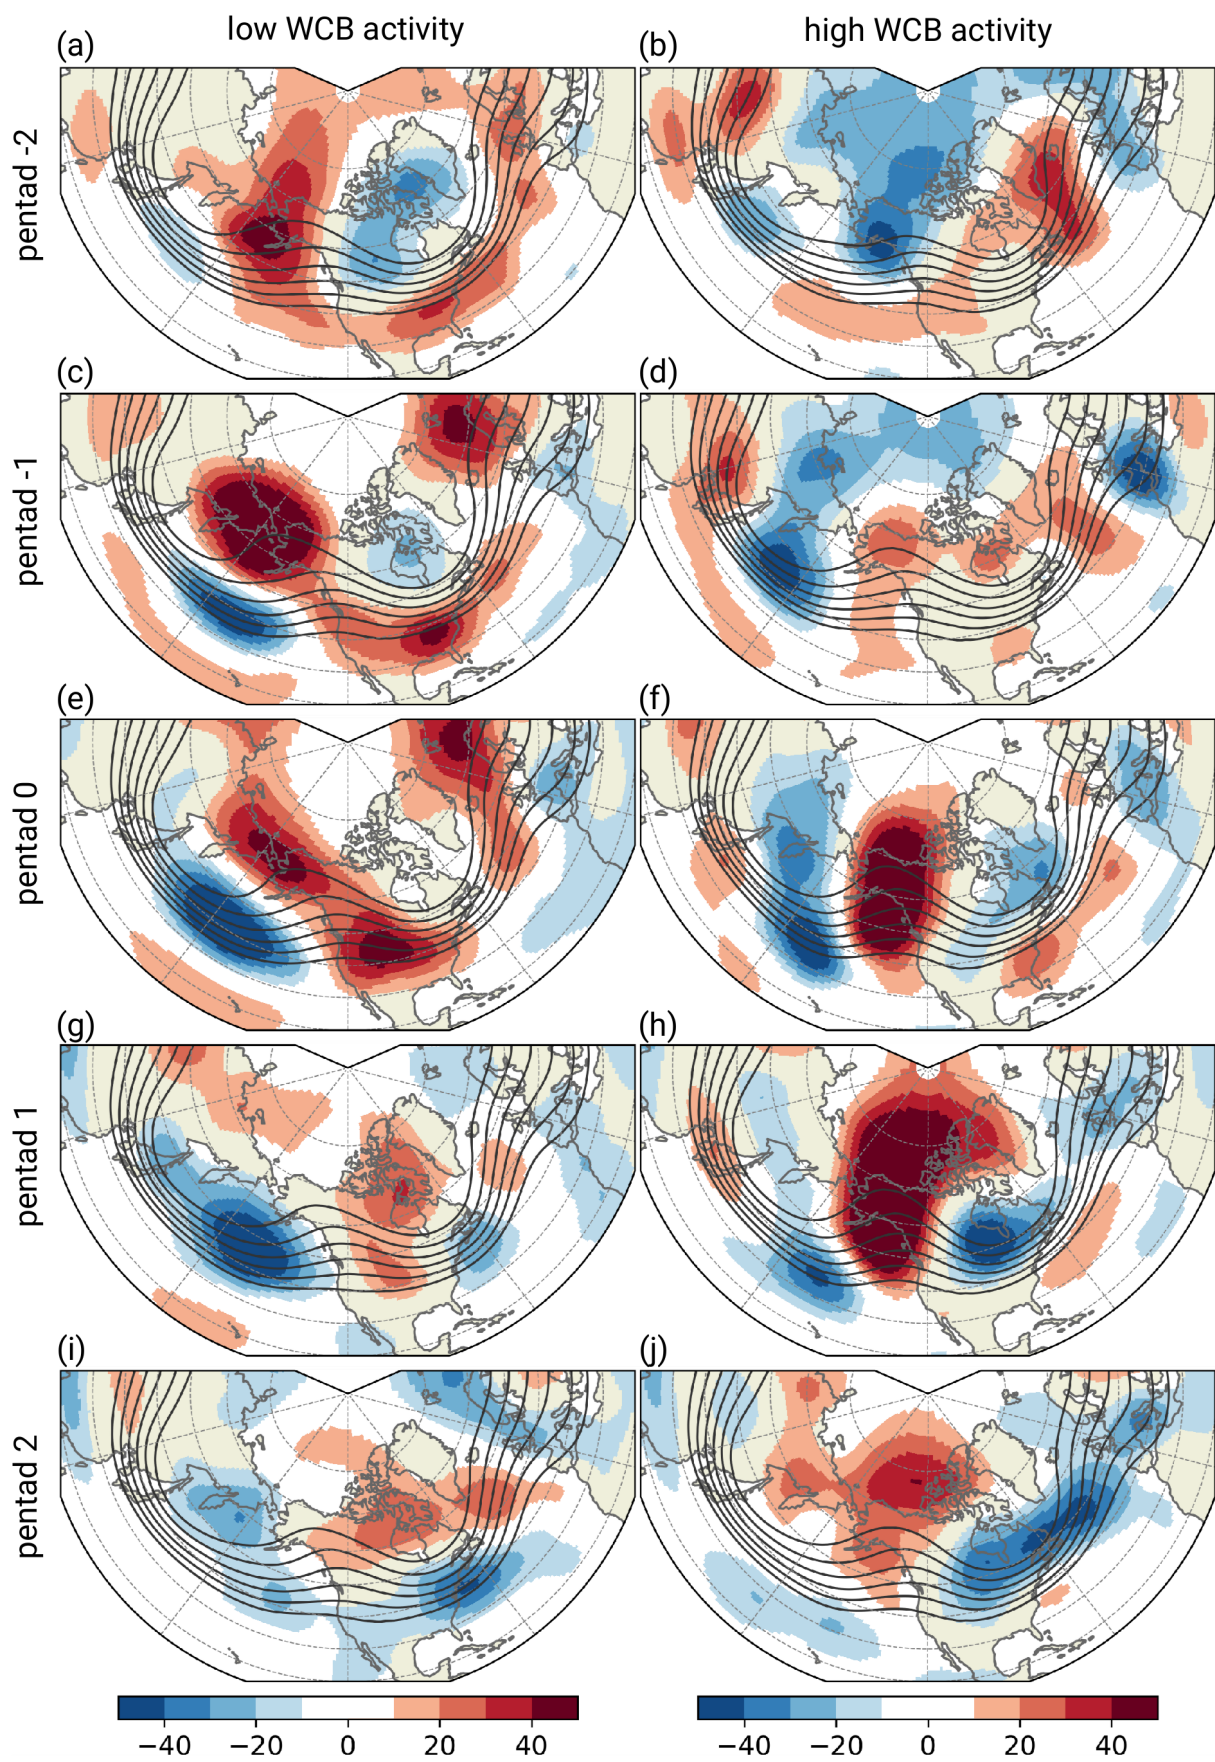 low WCB activity
high WCB activity
(a)
(b)
pentad -2
(c)
(d)
pentad -1
(e)
(f)
pentad 0
(g)
(h)
pentad 1
(i)
(j)
pentad 2
−40 −20 0 20 40
−40 −20 0 20 40